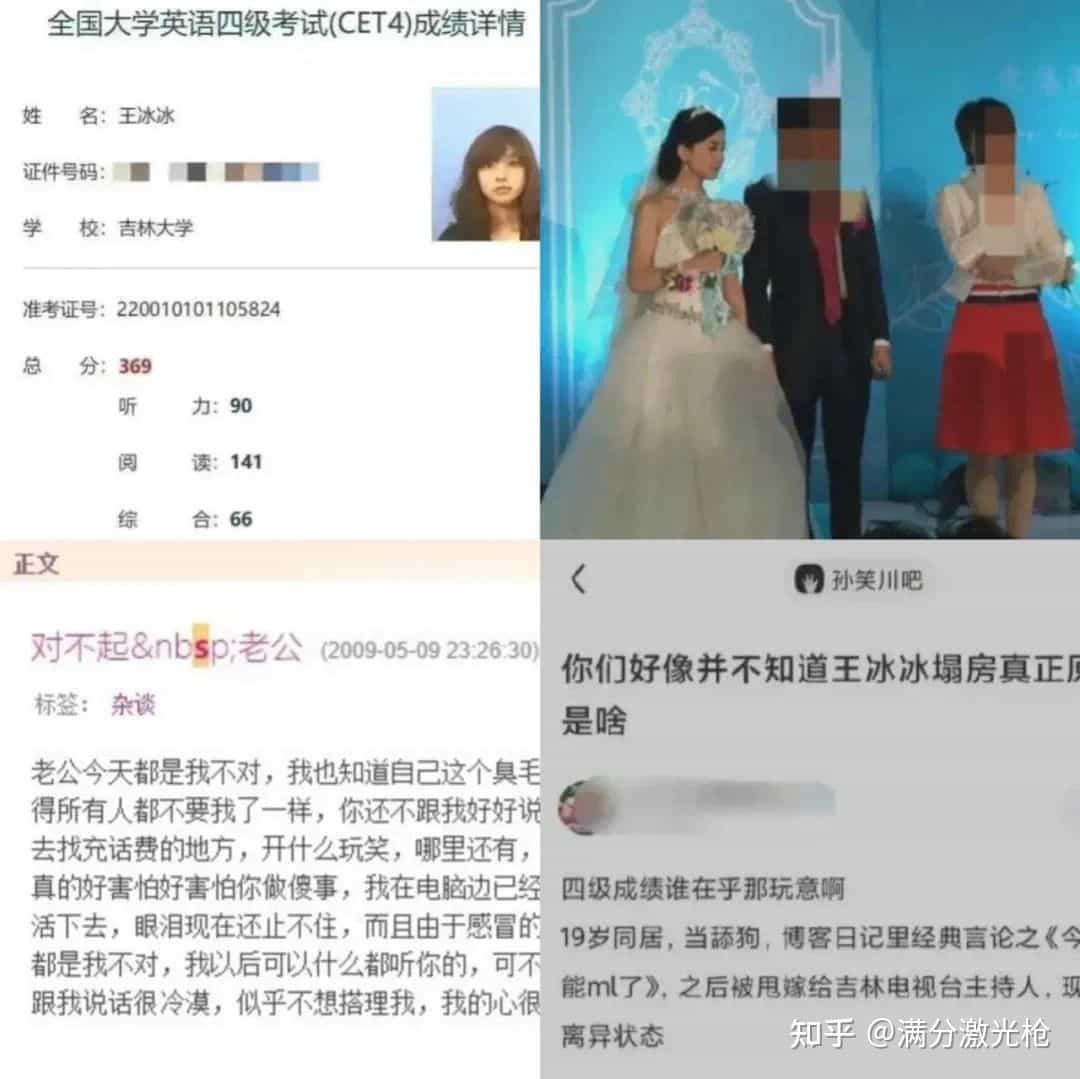 全国大学英语四级考试(CET4)成绩详情
姓 名：王冰冰
证件号码：
学 校：吉林大学
准考证号：220010101105824
总 分：369
听 力：90
阅 读：141
综 合：66
正文
对不起&nbsp;老公 (2009-05-09 23:26:30)
标签： 杂谈
老公今天都是我不对，我也知道自己这个臭毛
得所有人都不要我了一样，你还不跟我好好说
去找充话费的地方，开什么玩笑，哪里还有，
真的好害怕好害怕你做傻事，我在电脑边已经
活下去，眼泪现在还止不住，而且由于感冒的
都是我不对，我以后可以什么都听你的，可不
跟我说话很冷漠，似乎不想搭理我，我的心很
孙笑川吧
你们好像并不知道王冰冰塌房真正原
是啥
四级成绩谁在乎那玩意啊
19岁同居，当舔狗，博客日记里经典言论之《今
能ml了》，之后被甩嫁给吉林电视台主持人，现
离异状态
知乎 @满分激光枪